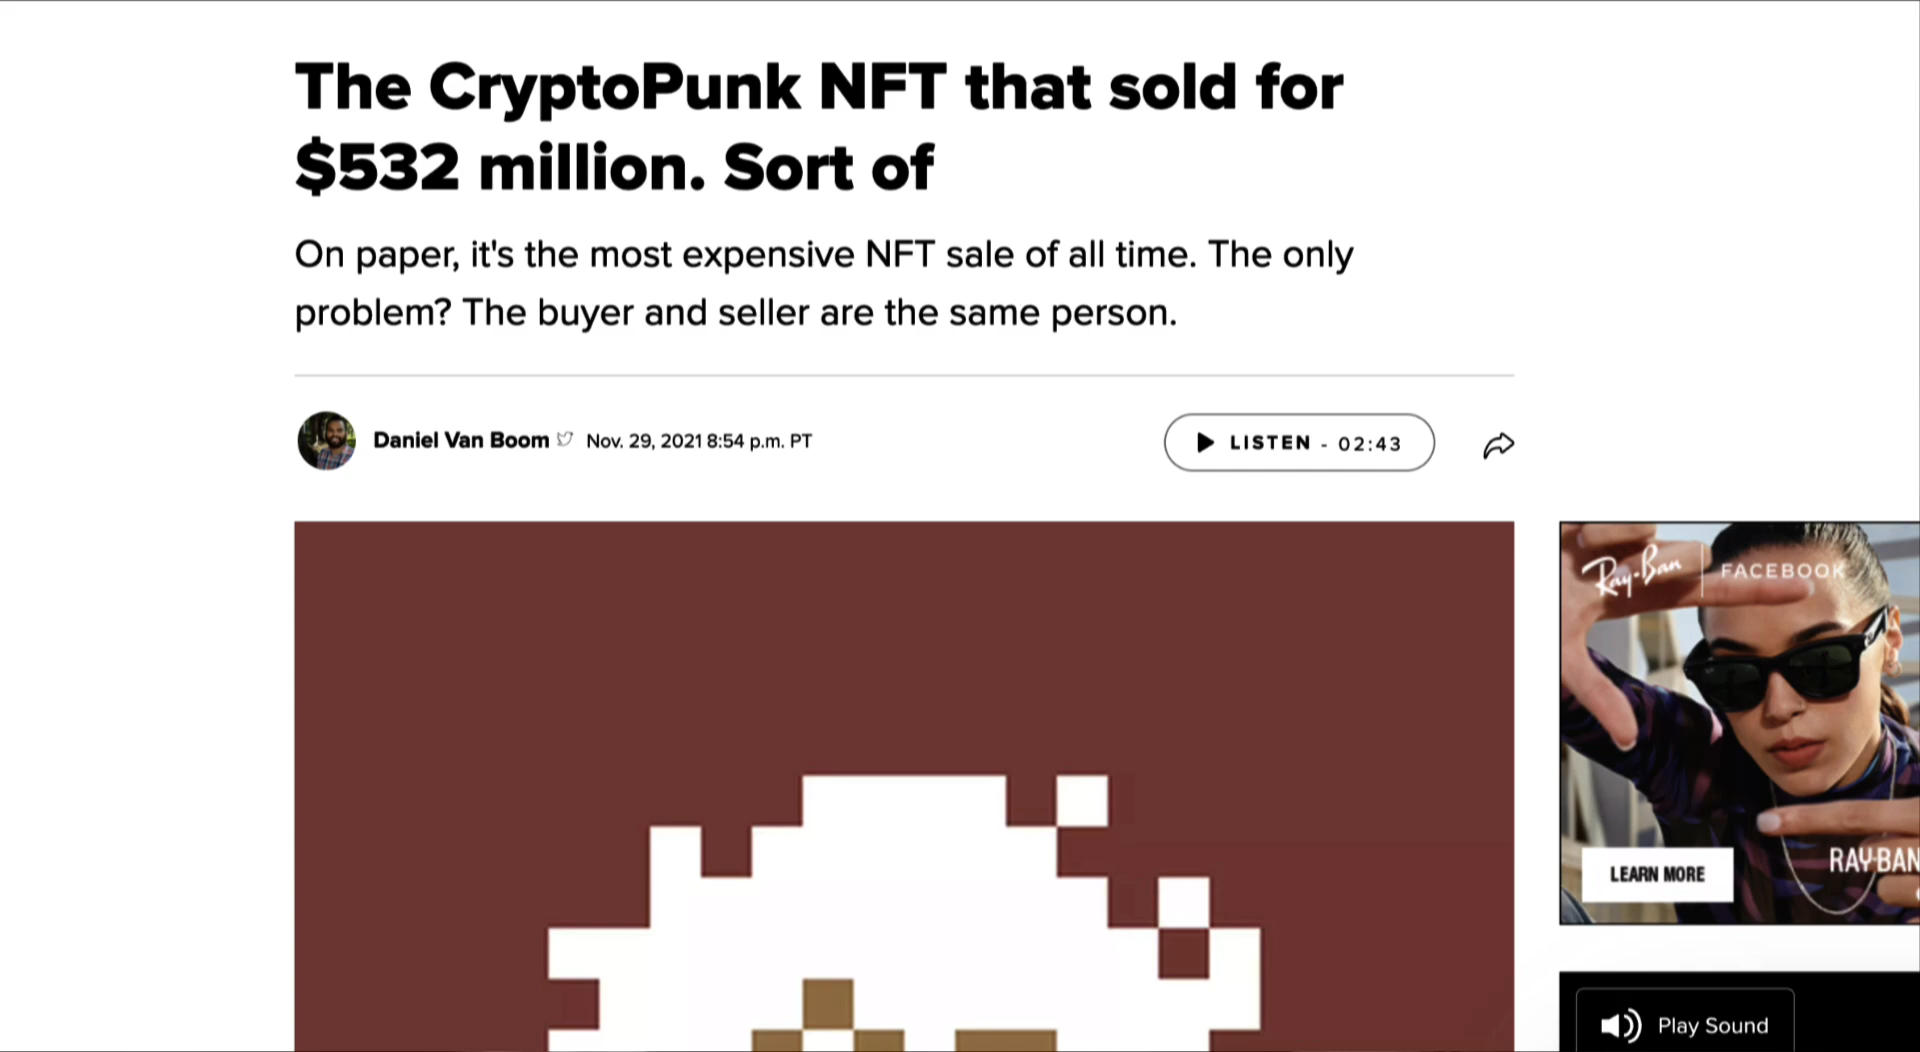 The CryptoPunk NFT that sold for
$532 million. Sort of
On paper, it's the most expensive NFT sale of all time. The only
problem? The buyer and seller are the same person.
Daniel Van Boom Nov. 29, 2021 8:54 p.m. PT
LISTEN - 02:43
Ray-Ban FACEBOOK
LEARN MORE
RAY-BAN
Play Sound